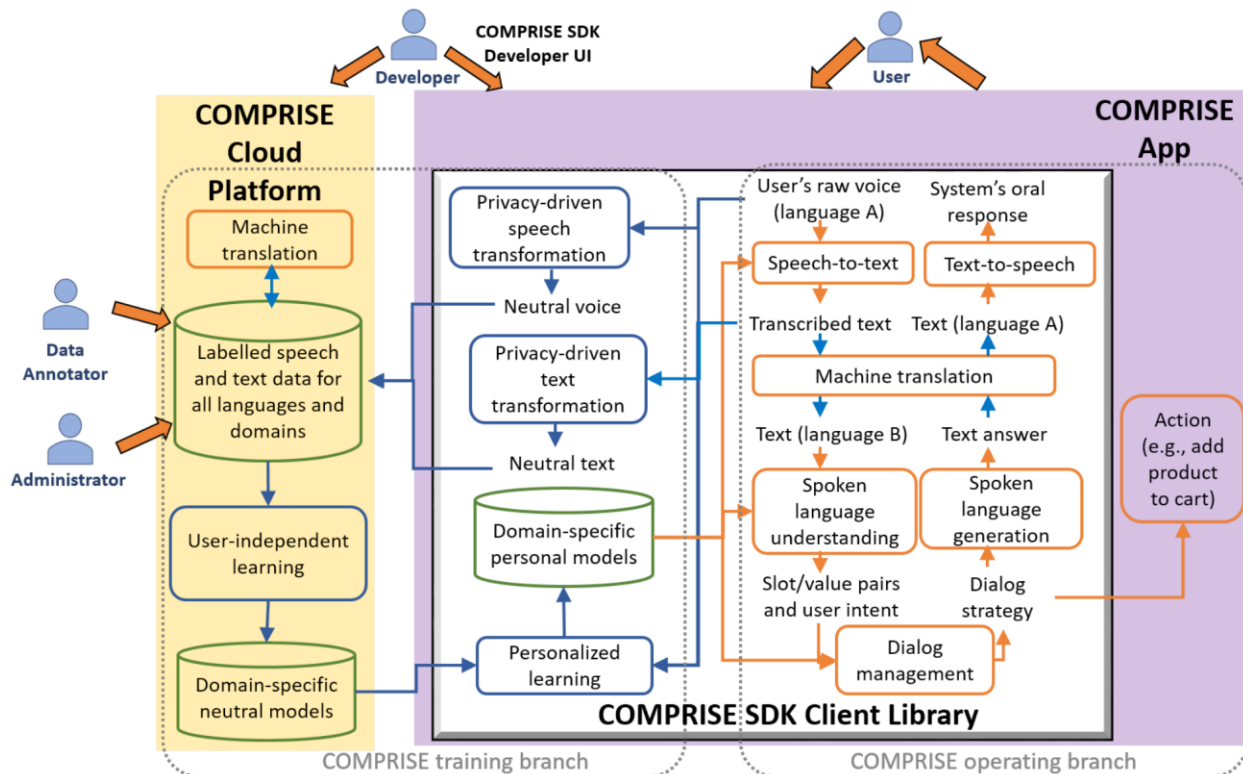 COMPRISE SDK
Developer UI
Developer
User
COMPRISE
Cloud
Platform
COMPRISE
App
Machine
translation
Data
Annotator
Administrator
Labelled speech
and text data for
all languages and
domains
User-independent
learning
Domain-specific
neutral models
Privacy-driven
speech
transformation
Neutral voice
Privacy-driven
text
transformation
Neutral text
Domain-specific
personal models
Personalized
learning
User's raw voice
(language A)
Speech-to-text
Transcribed text
System's oral
response
Text-to-speech
Text (language A)
Machine translation
Text (language B)
Spoken
language
understanding
Slot/value pairs
and user intent
Text answer
Spoken
language
generation
Dialog
strategy
Dialog
management
Action
(e.g., add
product
to cart)
COMPRISE SDK Client Library
COMPRISE training branch
COMPRISE operating branch